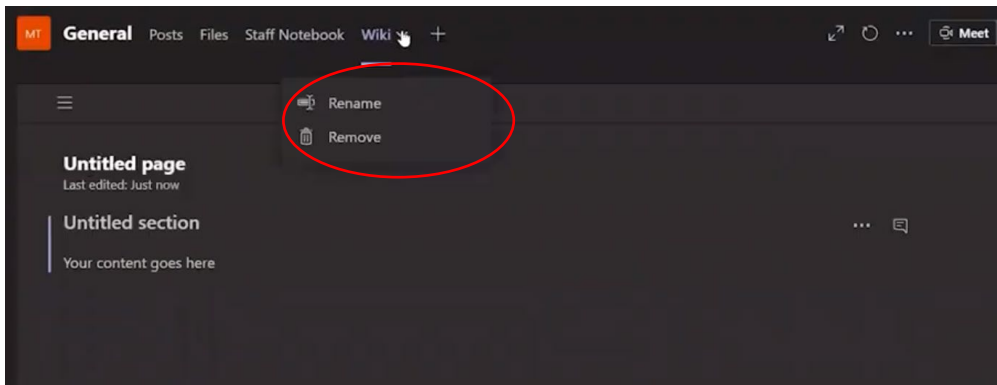 MT General Posts Files Staff Notebook Wiki Meet
Rename
Remove
Untitled page
Last edited: Just now
Untitled section
Your content goes here